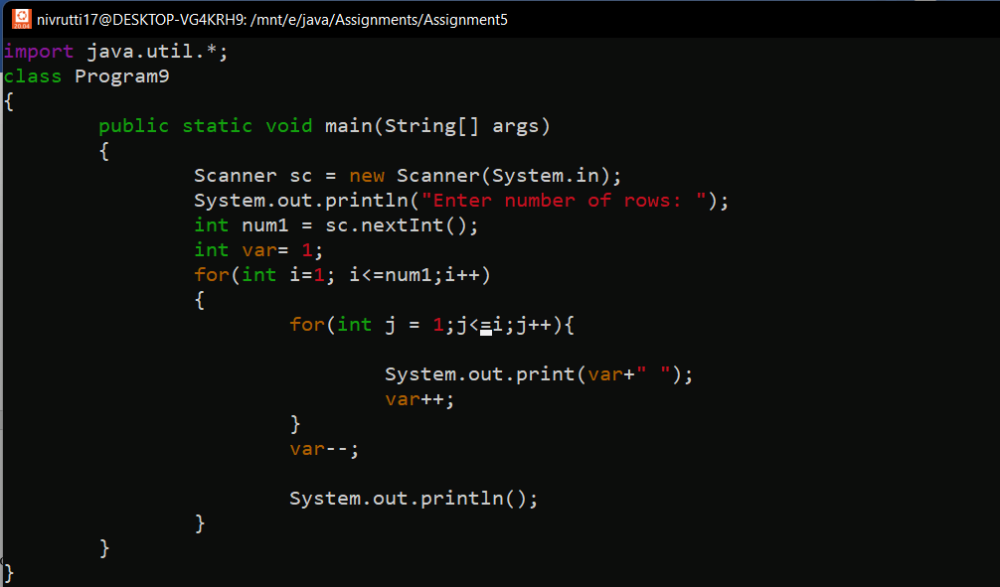 20.04 nivrutti17@DESKTOP-VG4KRH9: /mnt/e/java/Assignments/Assignment5
import java.util.*;
class Program9
{
        public static void main(String[] args)
        {
                Scanner sc = new Scanner(System.in);
                System.out.println("Enter number of rows: ");
                int num1 = sc.nextInt();
                int var= 1;
                for(int i=1; i<=num1;i++)
                {
                        for(int j = 1;j<=i;j++){

                                System.out.print(var+" ");
                                var++;
                        }
                        var--;

                        System.out.println();
                }
        }
}